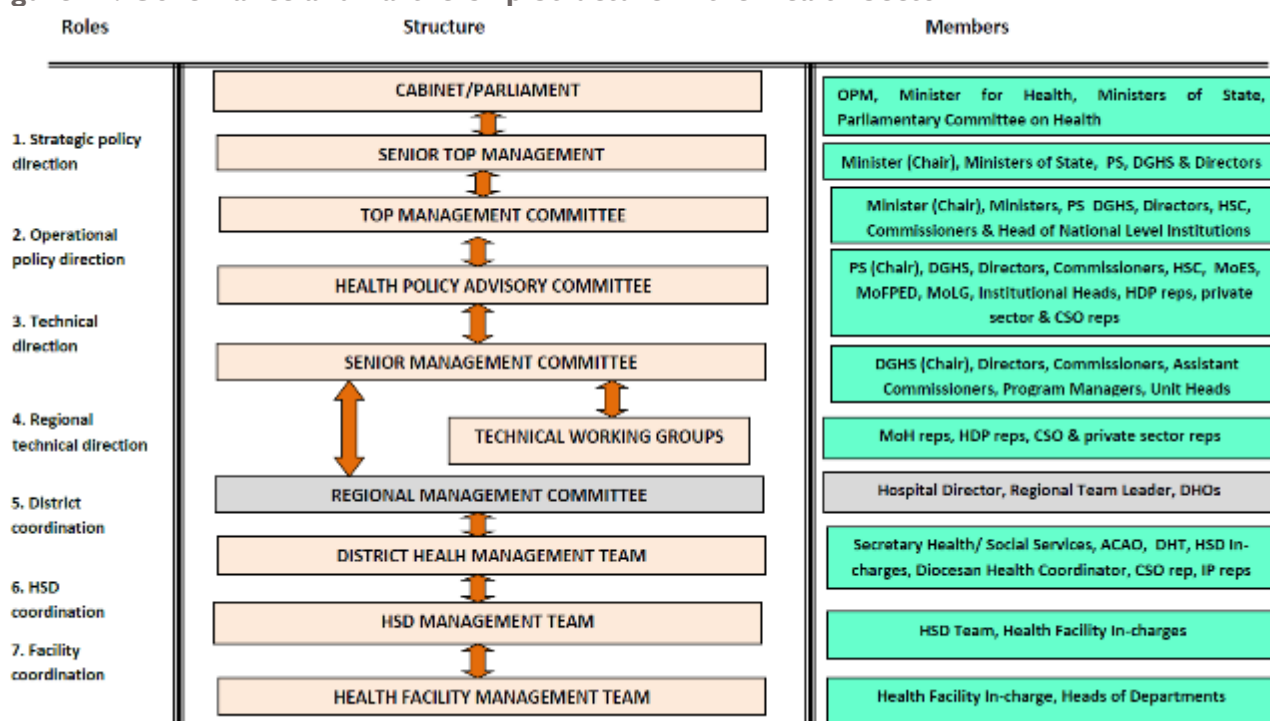 Roles
Structure
Members
1. Strategic policy
direction
2. Operational
policy direction
3. Technical
direction
4. Regional
technical direction
5. District
coordination
6. HSD
coordination
7. Facility
coordination
CABINET/PARLIAMENT
SENIOR TOP MANAGEMENT
TOP MANAGEMENT COMMITTEE
HEALTH POLICY ADVISORY COMMITTEE
SENIOR MANAGEMENT COMMITTEE
TECHNICAL WORKING GROUPS
REGIONAL MANAGEMENT COMMITTEE
DISTRICT HEALH MANAGEMENT TEAM
HSD MANAGEMENT TEAM
HEALTH FACILITY MANAGEMENT TEAM
OPM, Minister for Health, Ministers of State,
Parliamentary Committee on Health
Minister (Chair), Ministers of State, PS, DGHS & Directors
Minister (Chair), Ministers, PS DGHS, Directors, HSC,
Commissioners & Head of National Level Institutions
PS (Chair), DGHS, Directors, Commissioners, HSC, MoES,
MoFPED, MoLG, Institutional Heads, HDP reps, private
sector & CSO reps
DGHS (Chair), Directors, Commissioners, Assistant
Commissioners, Program Managers, Unit Heads
MoH reps, HDP reps, CSO & private sector reps
Hospital Director, Regional Team Leader, DHOs
Secretary Health/ Social Services, ACAO, DHT, HSD In-
charges, Diocesan Health Coordinator, CSO rep, IP reps
HSD Team, Health Facility In-charges
Health Facility In-charge, Heads of Departments